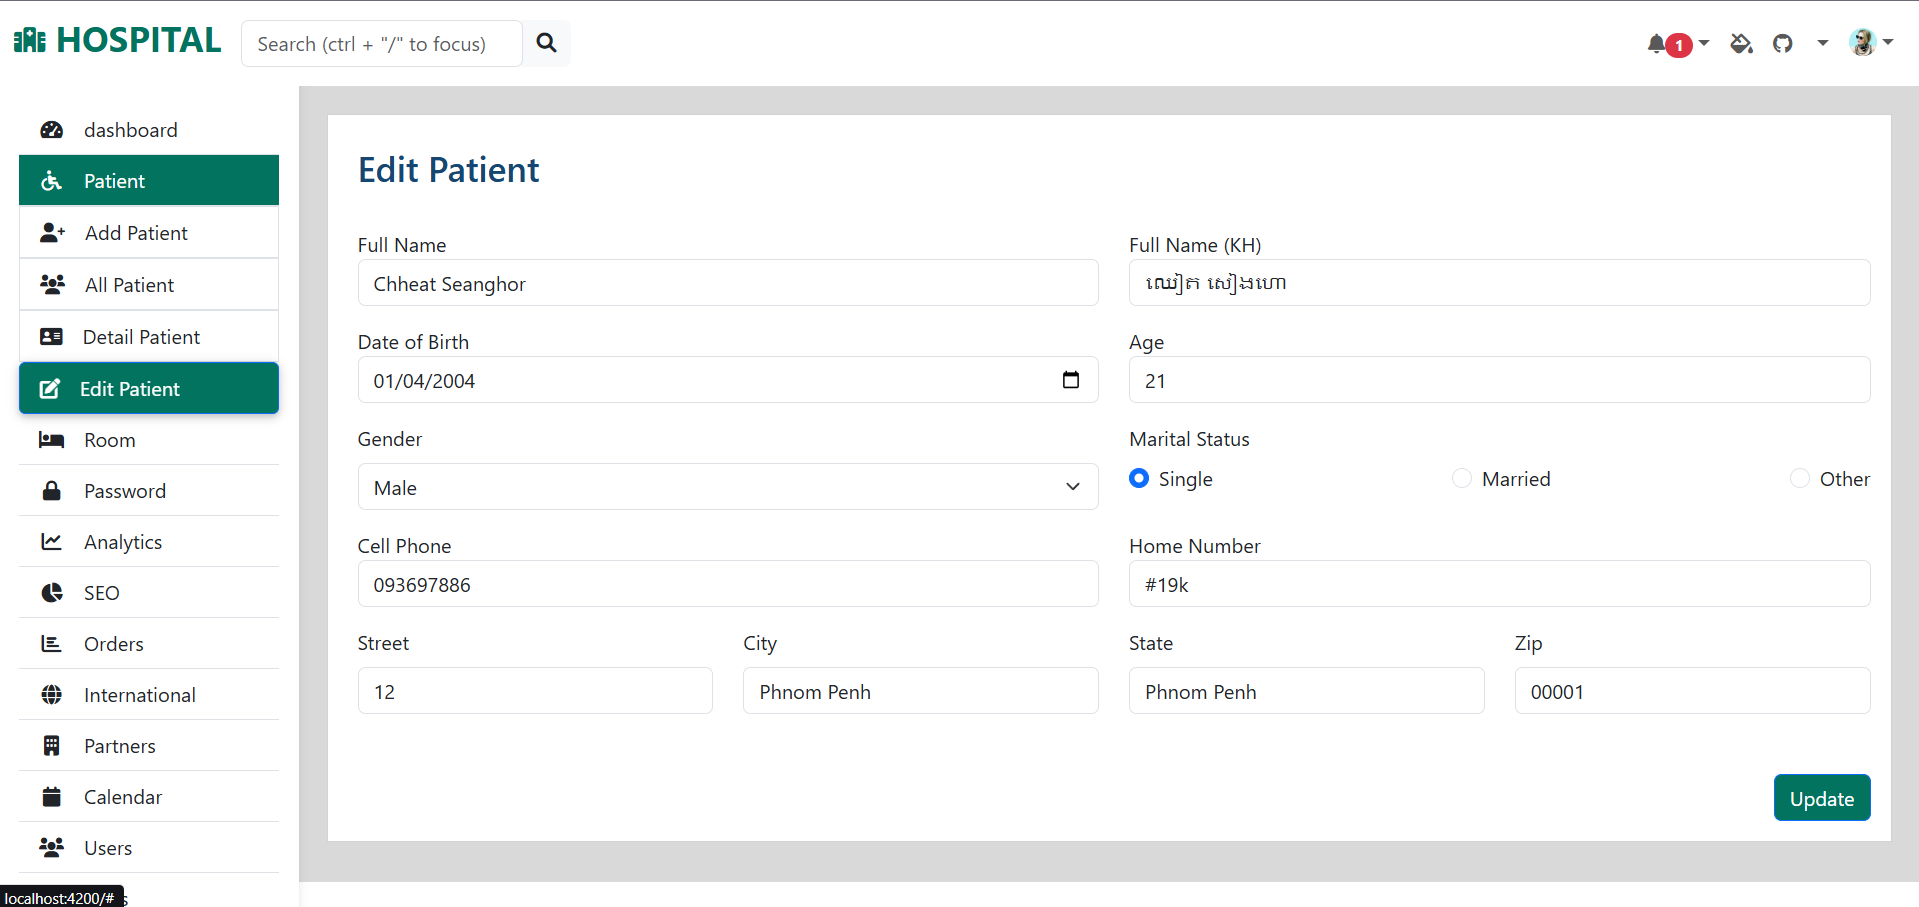 HOSPITAL
Search (ctrl + "/" to focus)
1
dashboard
Patient
Add Patient
All Patient
Detail Patient
Edit Patient
Room
Password
Analytics
SEO
Orders
International
Partners
Calendar
Users
localhost:4200/#
Edit Patient
Full Name
Full Name (KH)
Chheat Seanghor
ឈៀត សៀងហោ
Date of Birth
Age
01/04/2004
21
Gender
Marital Status
Male
Single Married Other
Cell Phone
Home Number
093697886
#19k
Street City State Zip
12 Phnom Penh Phnom Penh 00001
Update